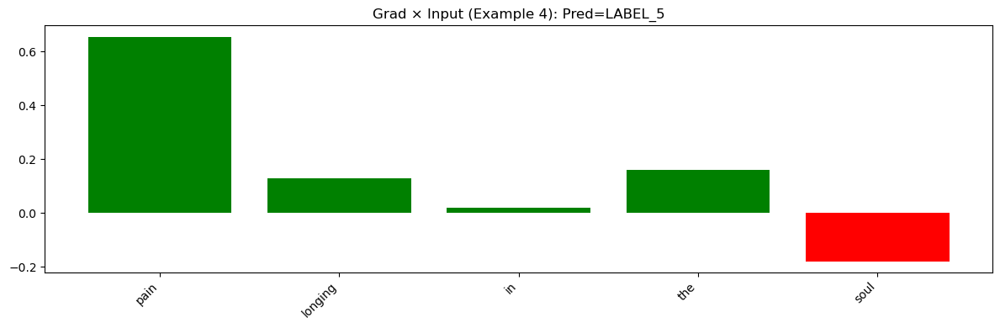 Grad × Input (Example 4): Pred=LABEL_5
0.6
0.4
0.2
0.0
−0.2
pain
longing
in
the
soul